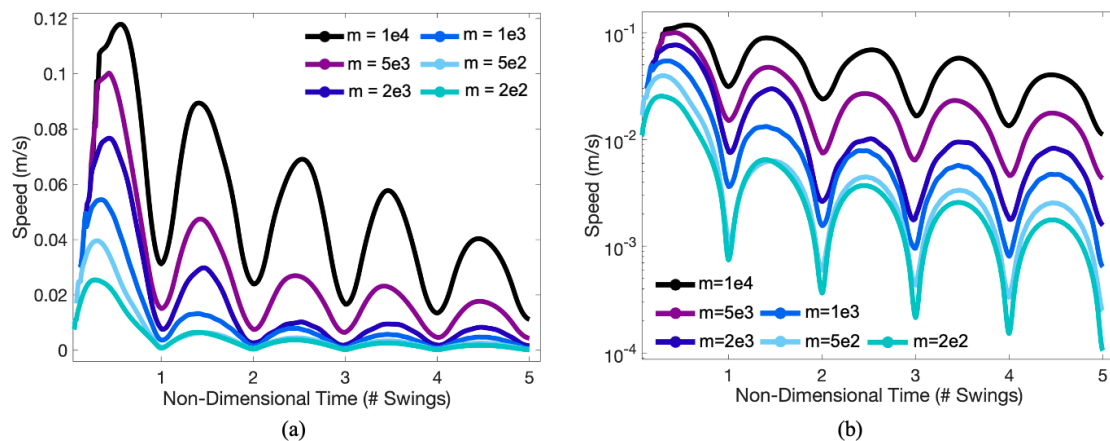 0.12
0.1
0.08
0.06
0.04
0.02
0
Speed (m/s)
m = 1e4 m = 1e3
m = 5e3 m = 5e2
m = 2e3 m = 2e2
1 2 3 4 5
Non-Dimensional Time (# Swings)
(a)
10⁻¹
10⁻²
10⁻³
10⁻⁴
Speed (m/s)
m=1e4
m=5e3 m=1e3
m=2e3 m=5e2 m=2e2
1 2 3 4 5
Non-Dimensional Time (# Swings)
(b)